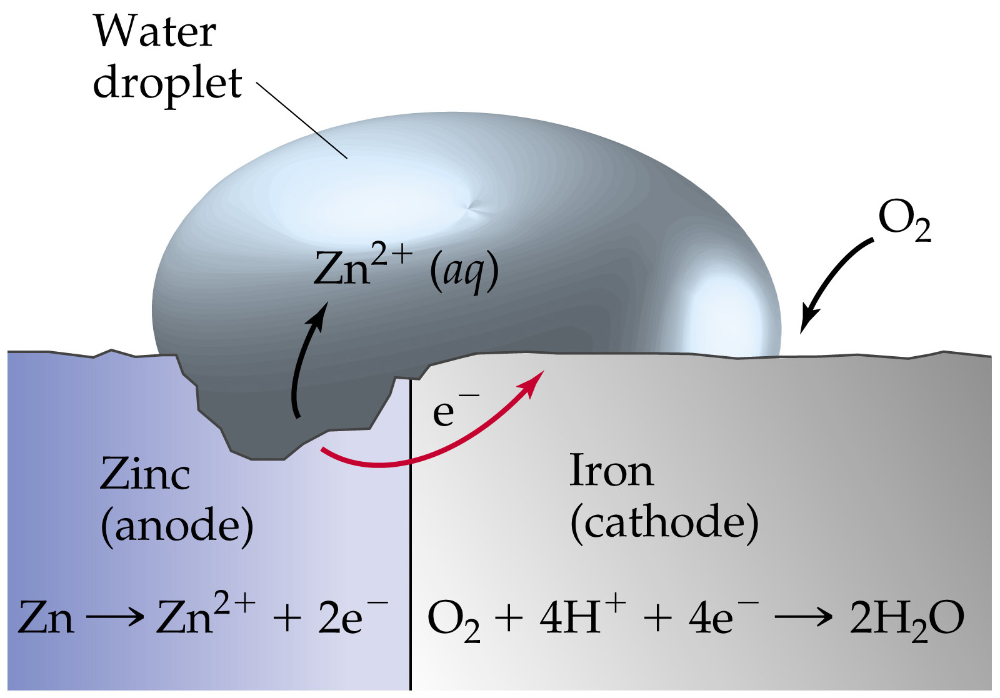 Water
droplet
O₂
Zn²⁺ (aq)
e⁻
Zinc
(anode)
Iron
(cathode)
Zn ⟶ Zn²⁺ + 2e⁻
O₂ + 4H⁺ + 4e⁻ ⟶ 2H₂O